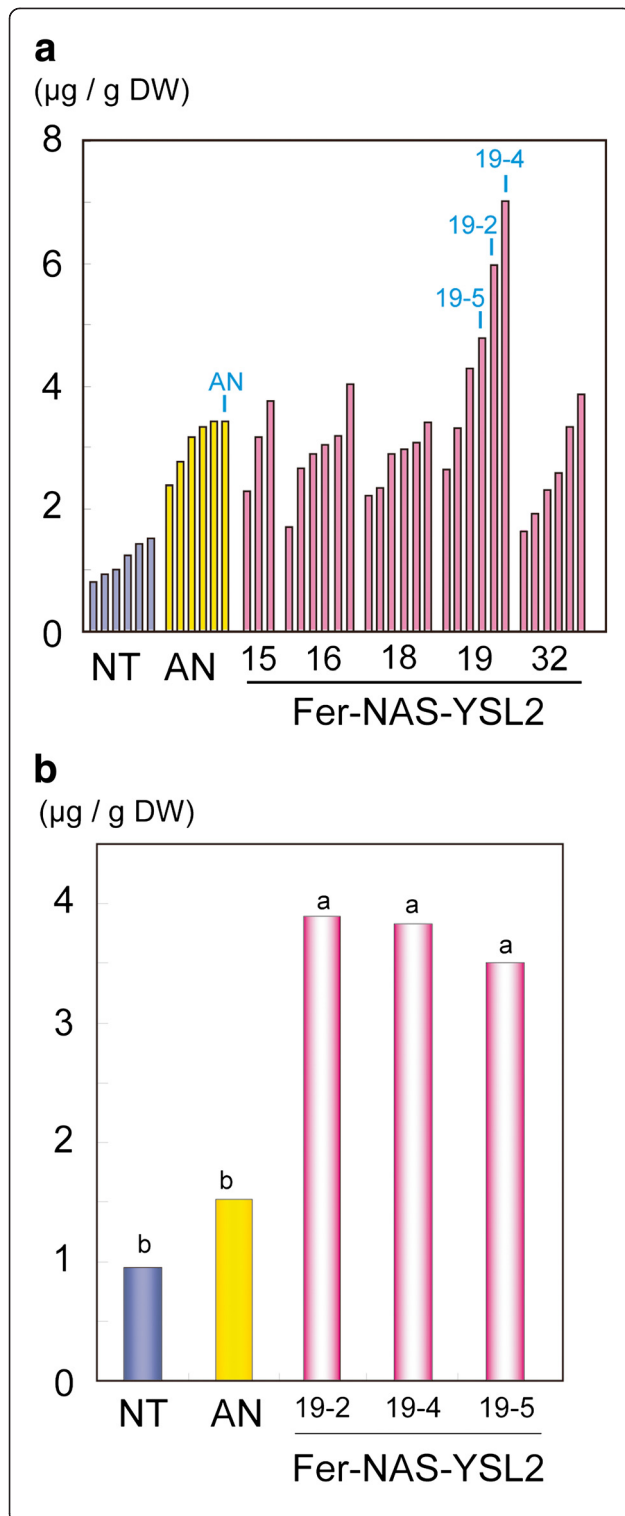 a
(µg / g DW)
8
19-4
19-2
6
19-5
4
AN
2
0
NT AN 15 16 18 19 32
Fer-NAS-YSL2
b
(µg / g DW)
4
a a a
3
2
b
b
1
0
NT AN 19-2 19-4 19-5
Fer-NAS-YSL2